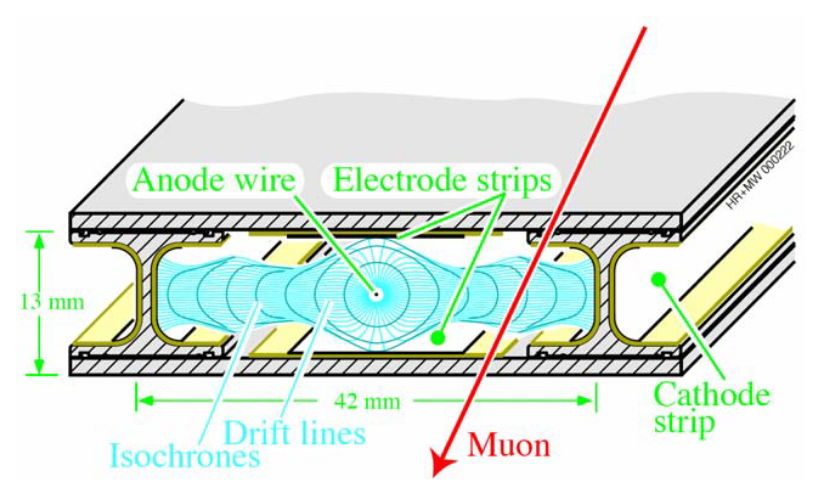 Anode wire
Electrode strips
HR+MW 000222
13 mm
42 mm
Cathode
strip
Drift lines
Isochrones
Muon